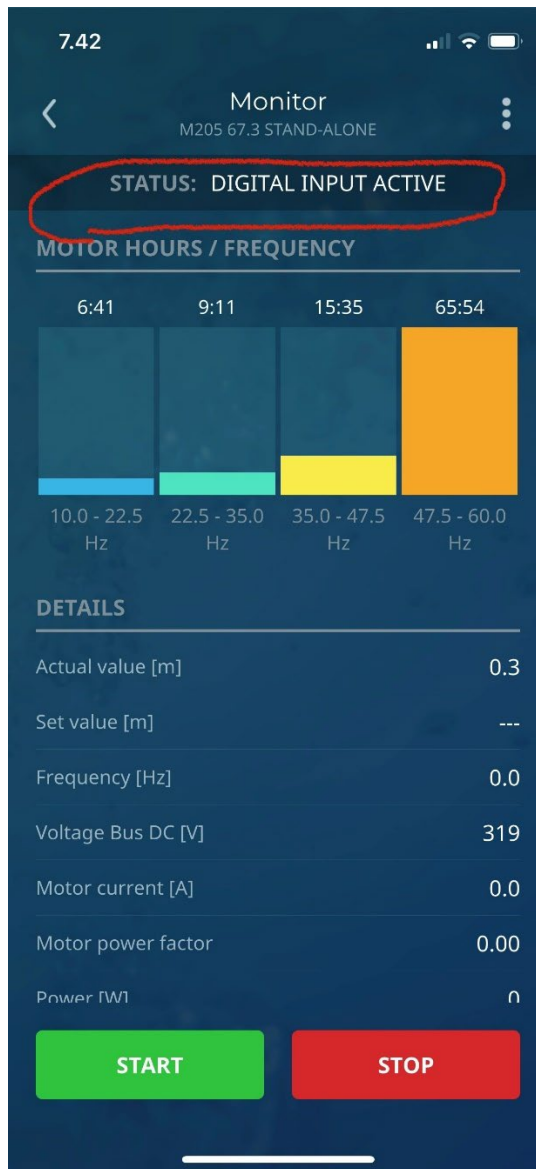 7.42
Monitor
M205 67.3 STAND-ALONE
STATUS: DIGITAL INPUT ACTIVE
MOTOR HOURS / FREQUENCY
6:41 9:11 15:35 65:54
10.0 - 22.5 22.5 - 35.0 35.0 - 47.5 47.5 - 60.0
Hz Hz Hz Hz
DETAILS
Actual value [m] 0.3
Set value [m] ---
Frequency [Hz] 0.0
Voltage Bus DC [V] 319
Motor current [A] 0.0
Motor power factor 0.00
Power [W] 0
START STOP